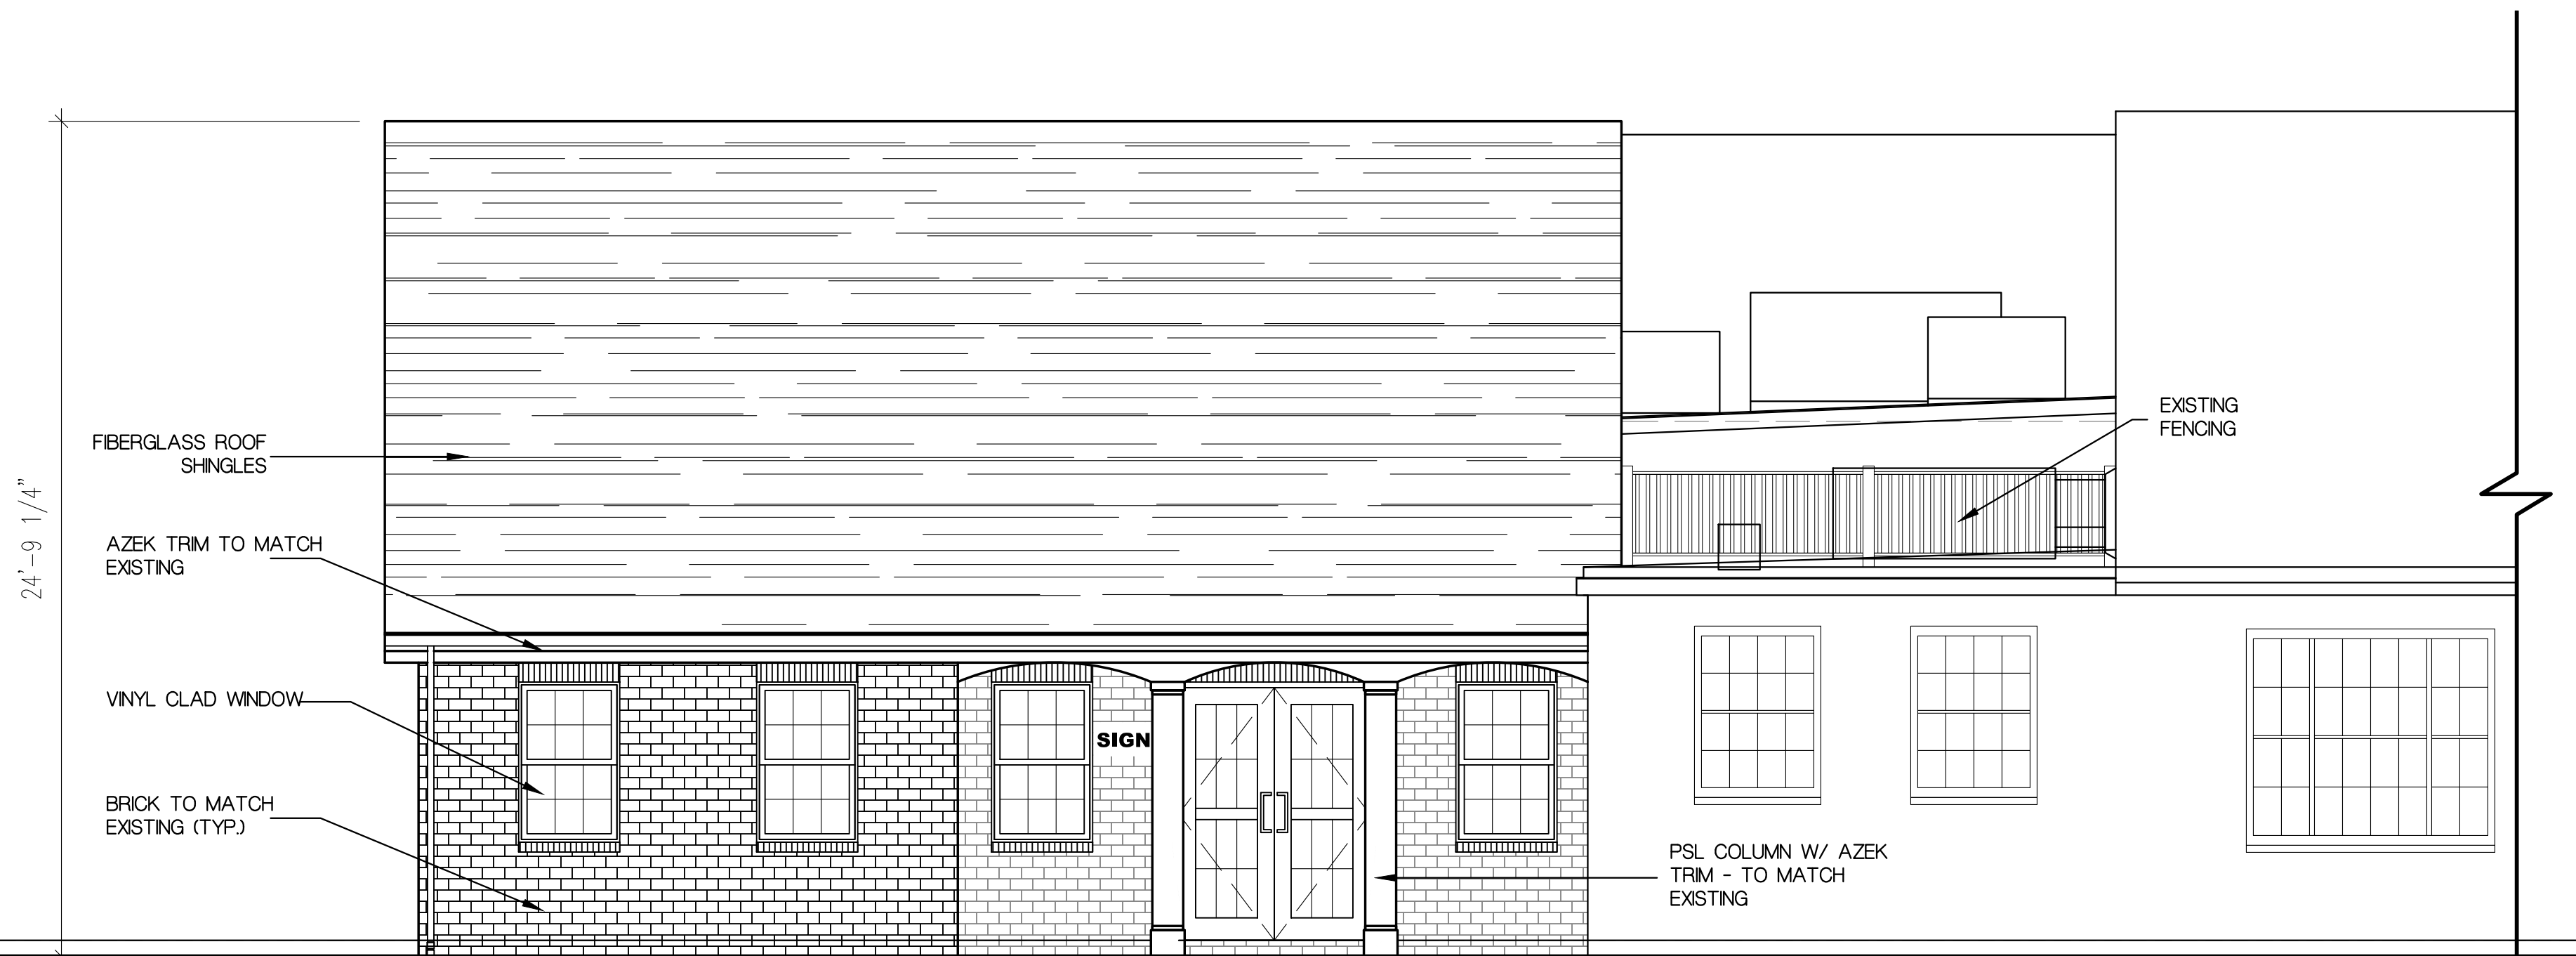 24'-9 1/4"
FIBERGLASS ROOF
SHINGLES
AZEK TRIM TO MATCH
EXISTING
VINYL CLAD WINDOW
BRICK TO MATCH
EXISTING (TYP.)
SIGN
EXISTING
FENCING
PSL COLUMN W/ AZEK
TRIM - TO MATCH
EXISTING